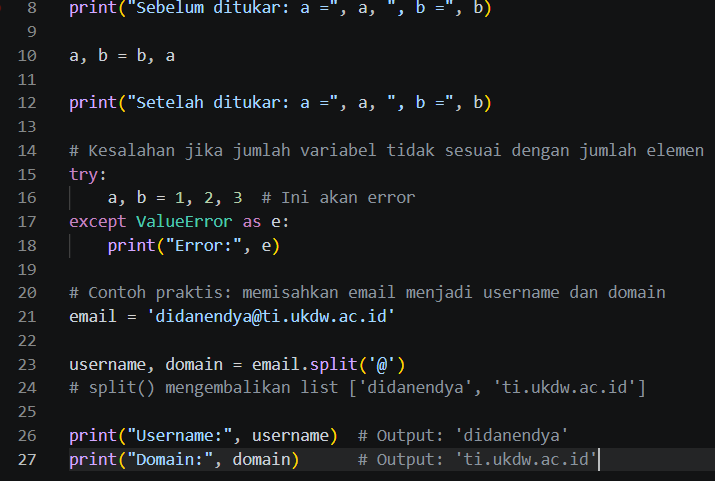 8 print("Sebelum ditukar: a =", a, ", b =", b)
9
10 a, b = b, a
11
12 print("Setelah ditukar: a =", a, ", b =", b)
13
14 # Kesalahan jika jumlah variabel tidak sesuai dengan jumlah elemen
15 try:
16     a, b = 1, 2, 3  # Ini akan error
17 except ValueError as e:
18     print("Error:", e)
19
20 # Contoh praktis: memisahkan email menjadi username dan domain
21 email = 'didanendya@ti.ukdw.ac.id'
22
23 username, domain = email.split('@')
24 # split() mengembalikan list ['didanendya', 'ti.ukdw.ac.id']
25
26 print("Username:", username)  # Output: 'didanendya'
27 print("Domain:", domain)      # Output: 'ti.ukdw.ac.id'